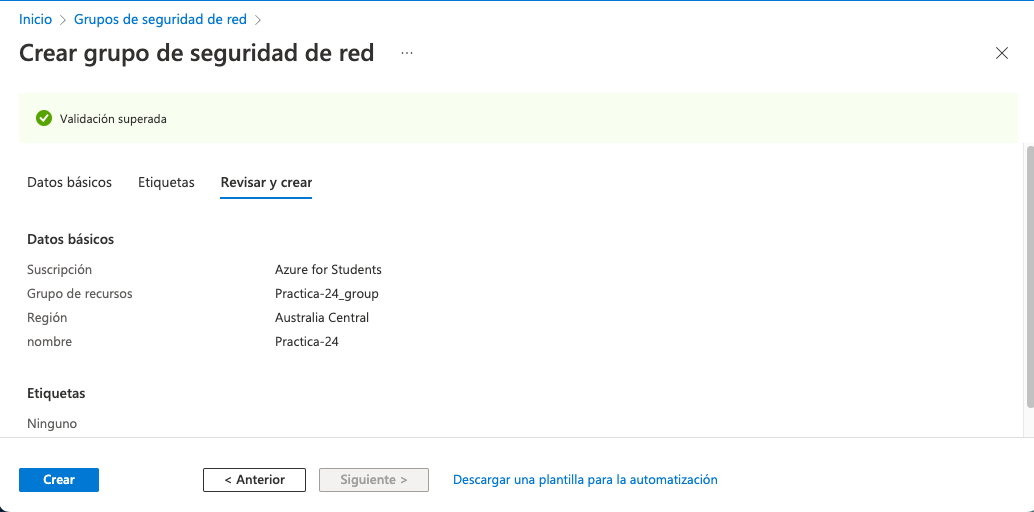 Inicio > Grupos de seguridad de red >
Crear grupo de seguridad de red ...
Validación superada
Datos básicos Etiquetas Revisar y crear
Datos básicos
Suscripción Azure for Students
Grupo de recursos Practica-24_group
Región Australia Central
nombre Practica-24
Etiquetas
Ninguno
Crear < Anterior Siguiente > Descargar una plantilla para la automatización